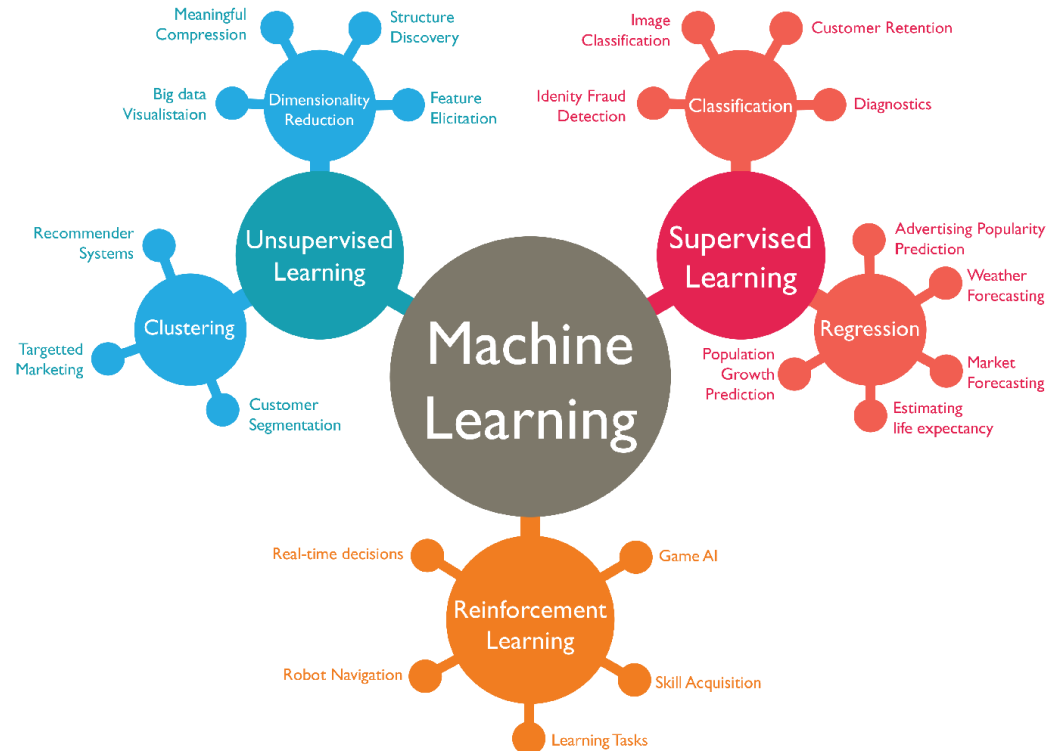 Meaningful
Compression
Structure
Discovery
Big data
Visualistaion
Dimensionality
Reduction
Feature
Elicitation
Image
Classification
Customer Retention
Idenity Fraud
Detection
Classification
Diagnostics
Recommender
Systems
Unsupervised
Learning
Clustering
Targetted
Marketing
Customer
Segmentation
Machine
Learning
Supervised
Learning
Advertising Popularity
Prediction
Weather
Forecasting
Regression
Population
Growth
Prediction
Market
Forecasting
Estimating
life expectancy
Real-time decisions
Game AI
Reinforcement
Learning
Robot Navigation
Skill Acquisition
Learning Tasks